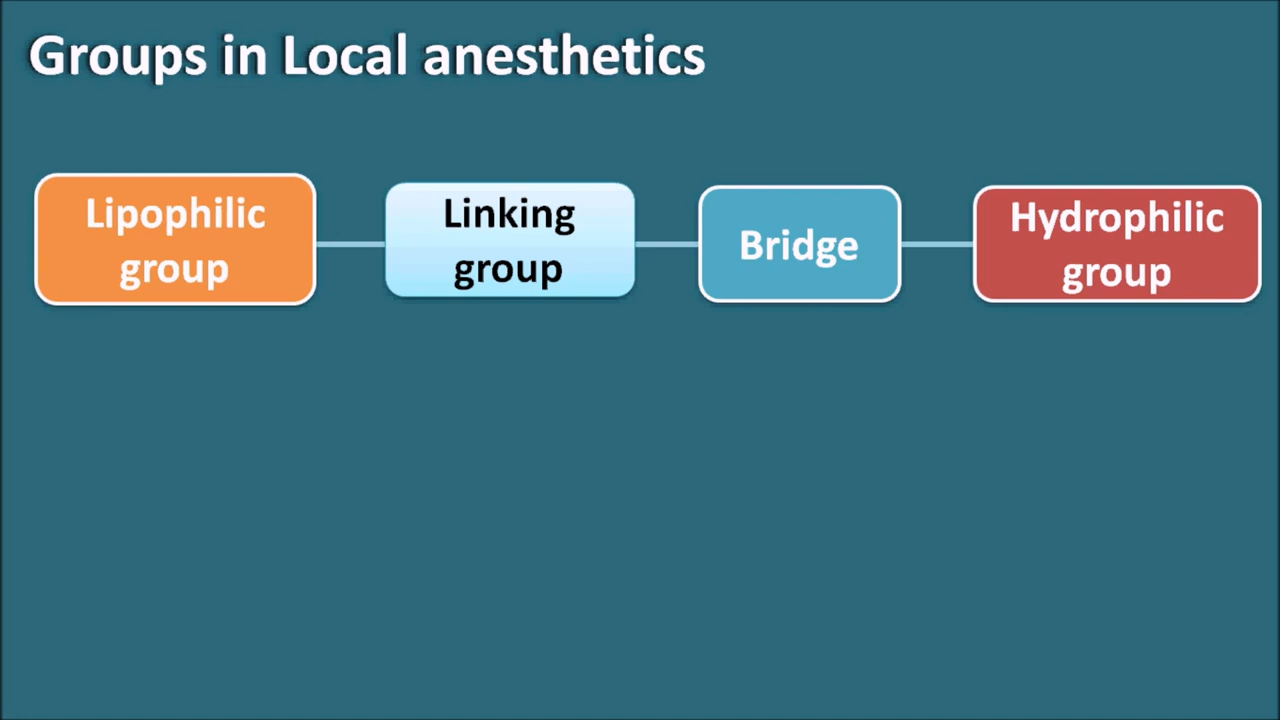 Groups in Local anesthetics
Lipophilic
group
Linking
group
Bridge
Hydrophilic
group